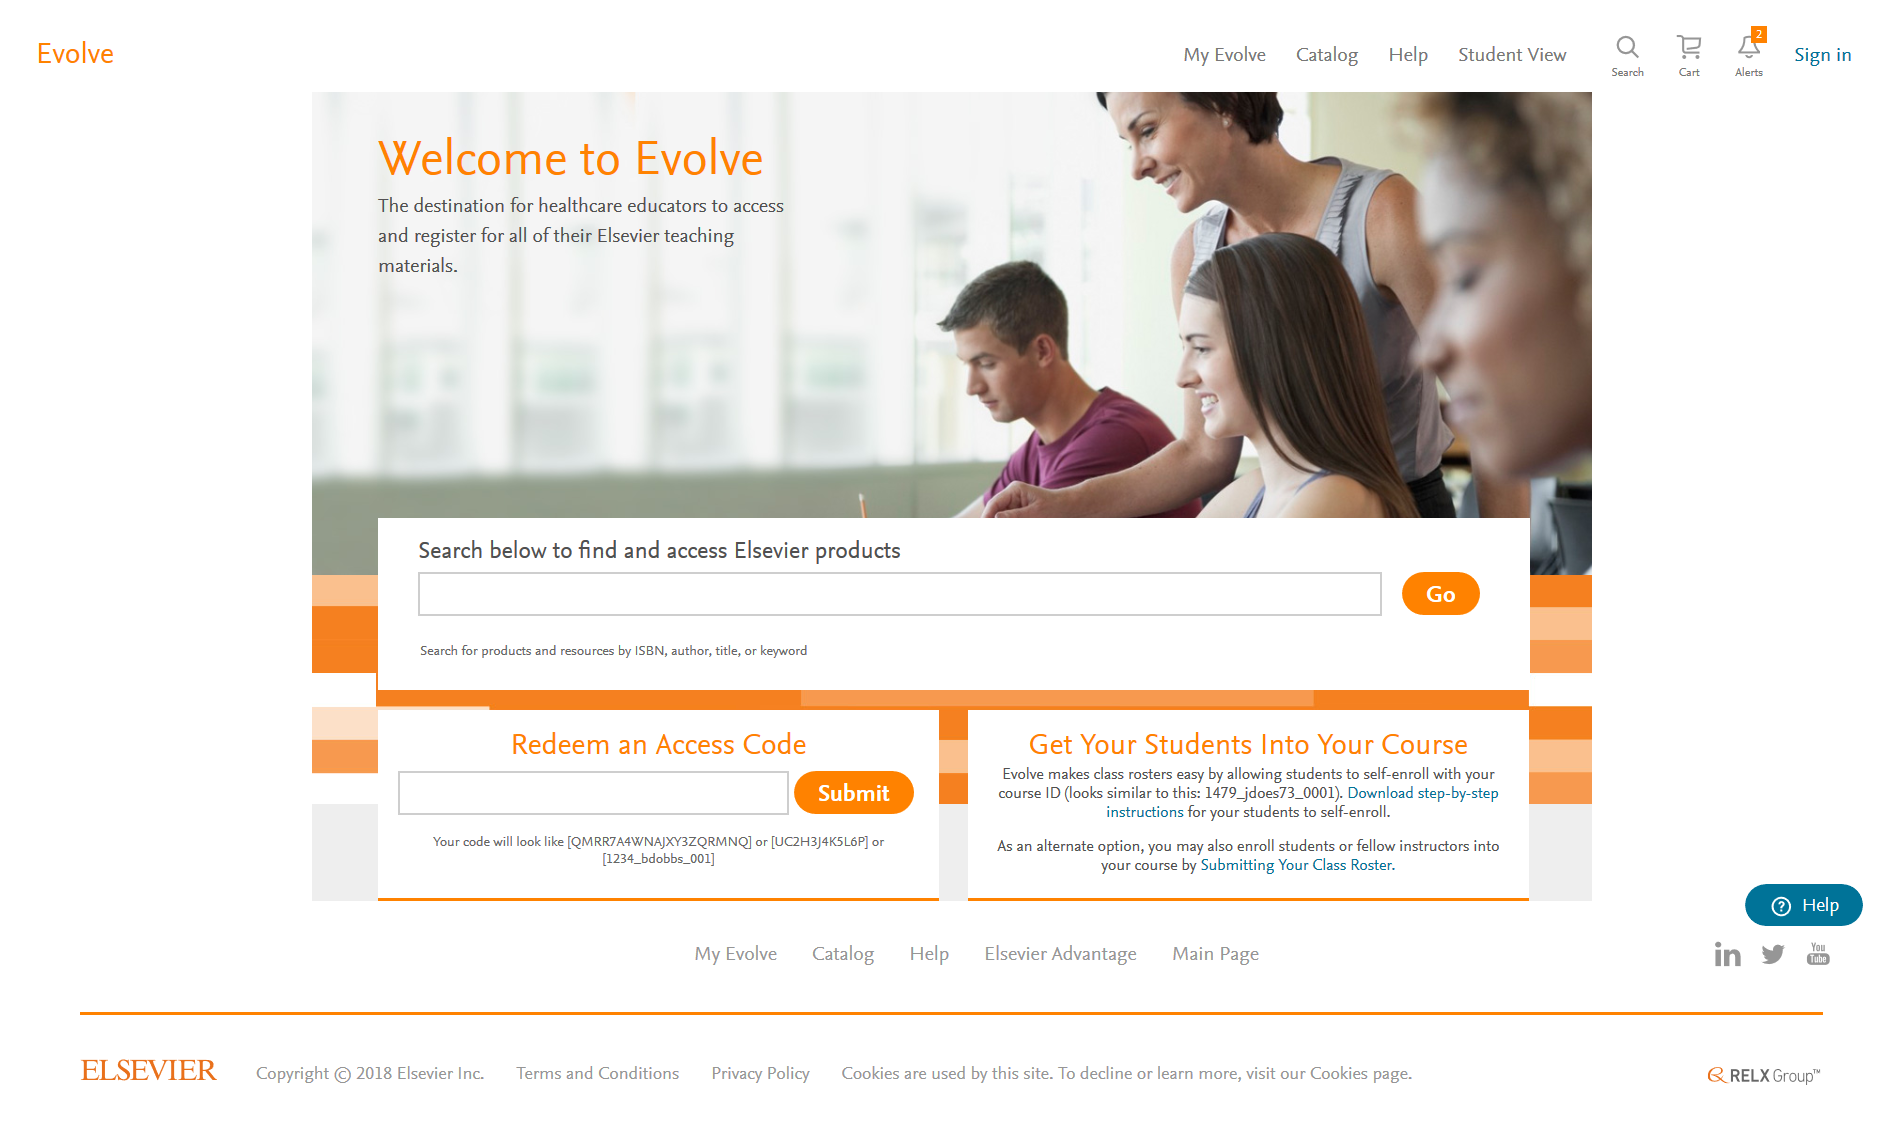 Evolve
My Evolve
Catalog
Help
Student View
Search
Cart
2
Alerts
Sign in
Welcome to Evolve
The destination for healthcare educators to access
and register for all of their Elsevier teaching
materials.
Search below to find and access Elsevier products
Go
Search for products and resources by ISBN, author, title, or keyword
Redeem an Access Code
Submit
Your code will look like [QMRR7A4WNAJXY3ZQRMNQ] or [UC2H3J4K5L6P] or
[1234_bdobbs_001]
Get Your Students Into Your Course
Evolve makes class rosters easy by allowing students to self-enroll with your
course ID (looks similar to this: 1479_jdoes73_0001). Download step-by-step
instructions for your students to self-enroll.
As an alternate option, you may also enroll students or fellow instructors into
your course by Submitting Your Class Roster.
? Help
My Evolve
Catalog
Help
Elsevier Advantage
Main Page
in
You
Tube
ELSEVIER
Copyright © 2018 Elsevier Inc.
Terms and Conditions
Privacy Policy
Cookies are used by this site. To decline or learn more, visit our Cookies page.
RELX Group™